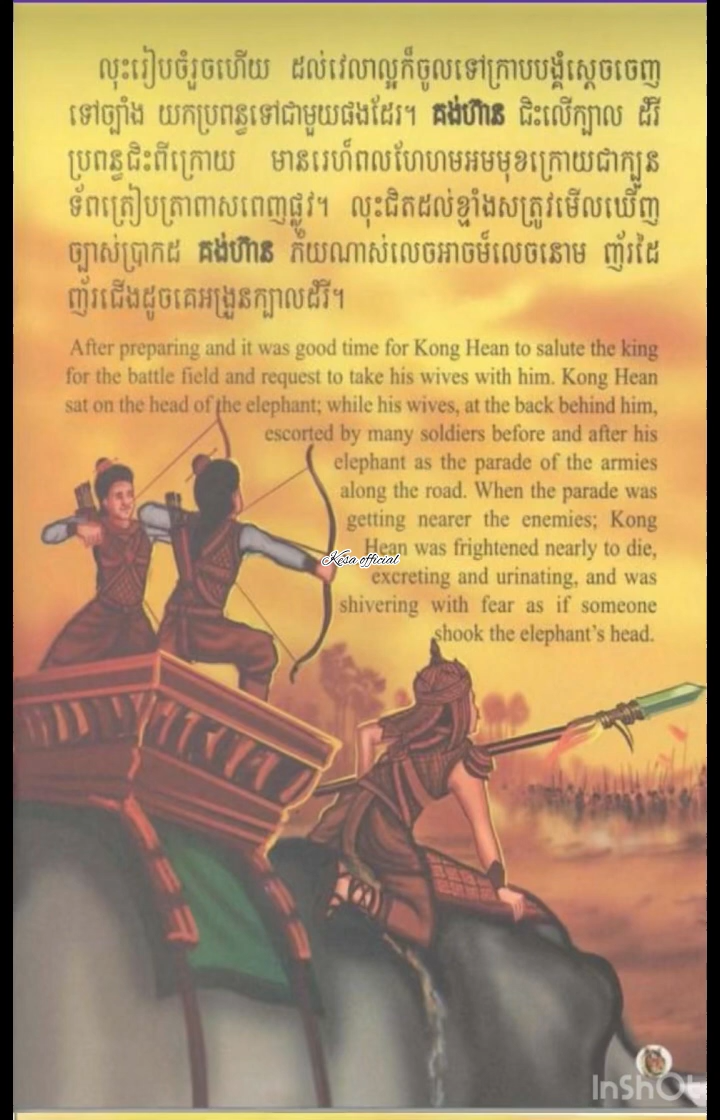 លុះរៀបចំរួចហើយ ដល់វេលាល្អក៏ចូលទៅក្រាបបង្គំស្តេចចេញ
ទៅច្បាំង យកប្រពន្ធទៅជាមួយផងដែរ។ គង់ហ៊ាន ជិះលើក្បាល ដំរី
ប្រពន្ធជិះពីក្រោយ មានរេហ៍ពលហែហមអមមុខក្រោយជាក្បួន
ទ័ពត្រៀបត្រាពាសពេញផ្លូវ។ លុះជិតដល់ខ្មាំងសត្រូវមើលឃើញ
ច្បាស់ប្រាកដ គង់ហ៊ាន ភ័យណាស់លេចអាចម៍លេចនោម ញ័រដៃ
ញ័រជើងដូចគេអង្រួនក្បាលដំរី។
After preparing and it was good time for Kong Hean to salute the king
for the battle field and request to take his wives with him. Kong Hean
sat on the head of the elephant; while his wives, at the back behind him,
escorted by many soldiers before and after his
elephant as the parade of the armies
along the road. When the parade was
getting nearer the enemies; Kong
Hean was frightened nearly to die,
Kesa.official
excreting and urinating, and was
shivering with fear as if someone
shook the elephant's head.
InShOt